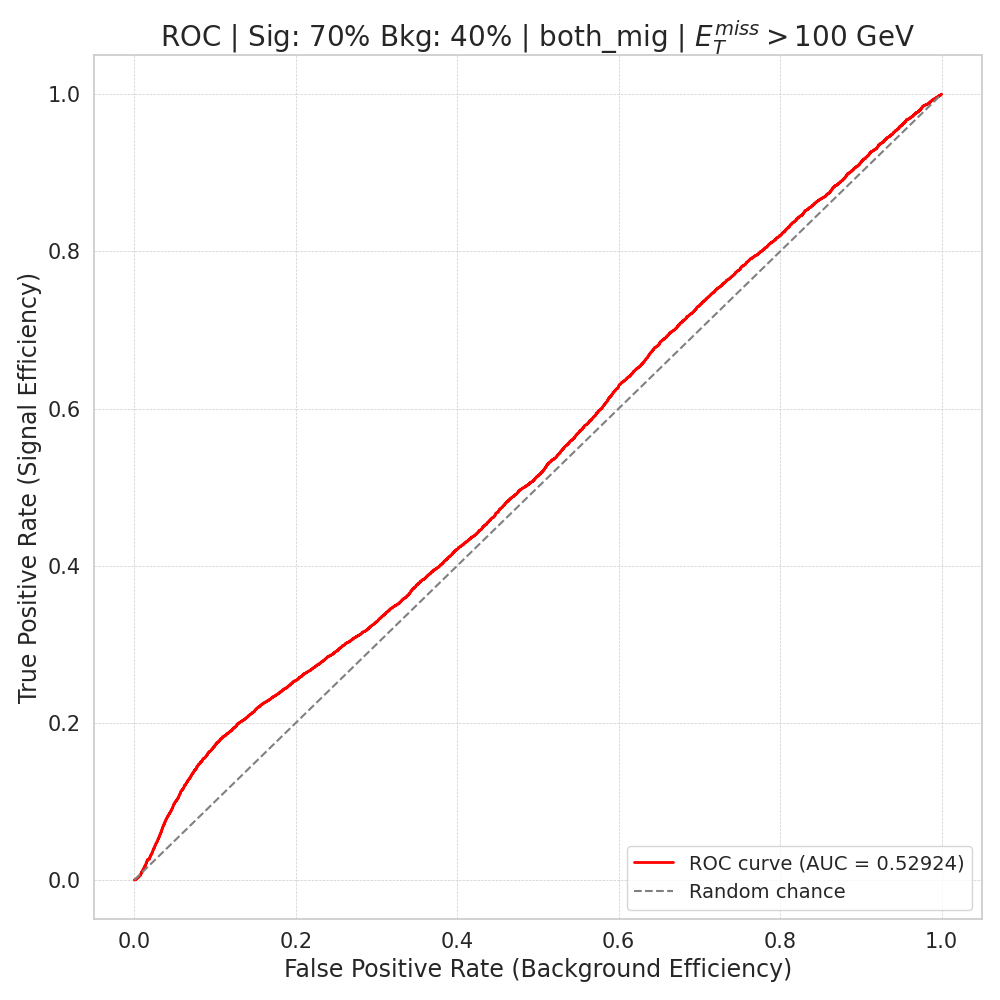 ROC | Sig: 70% Bkg: 40% | both_mig | $E_T^{miss} > 100$ GeV
1.0
0.8
0.6
0.4
0.2
0.0
True Positive Rate (Signal Efficiency)
ROC curve (AUC = 0.52924)
Random chance
0.0 0.2 0.4 0.6 0.8 1.0
False Positive Rate (Background Efficiency)